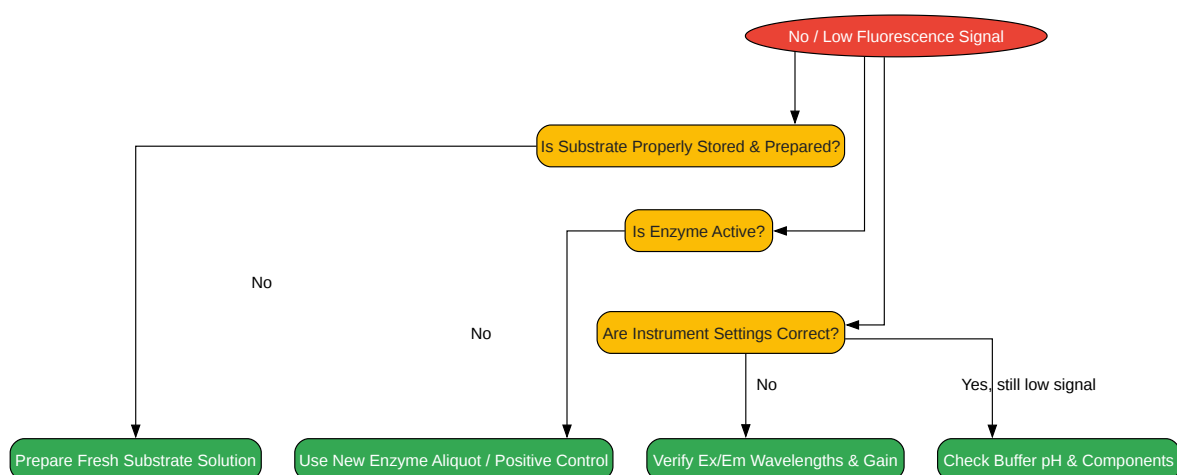 No / Low Fluorescence Signal
Is Substrate Properly Stored & Prepared?
Is Enzyme Active?
No
Are Instrument Settings Correct?
No
No
Yes, still low signal
Prepare Fresh Substrate Solution
Use New Enzyme Aliquot / Positive Control
Verify Ex/Em Wavelengths & Gain
Check Buffer pH & Components